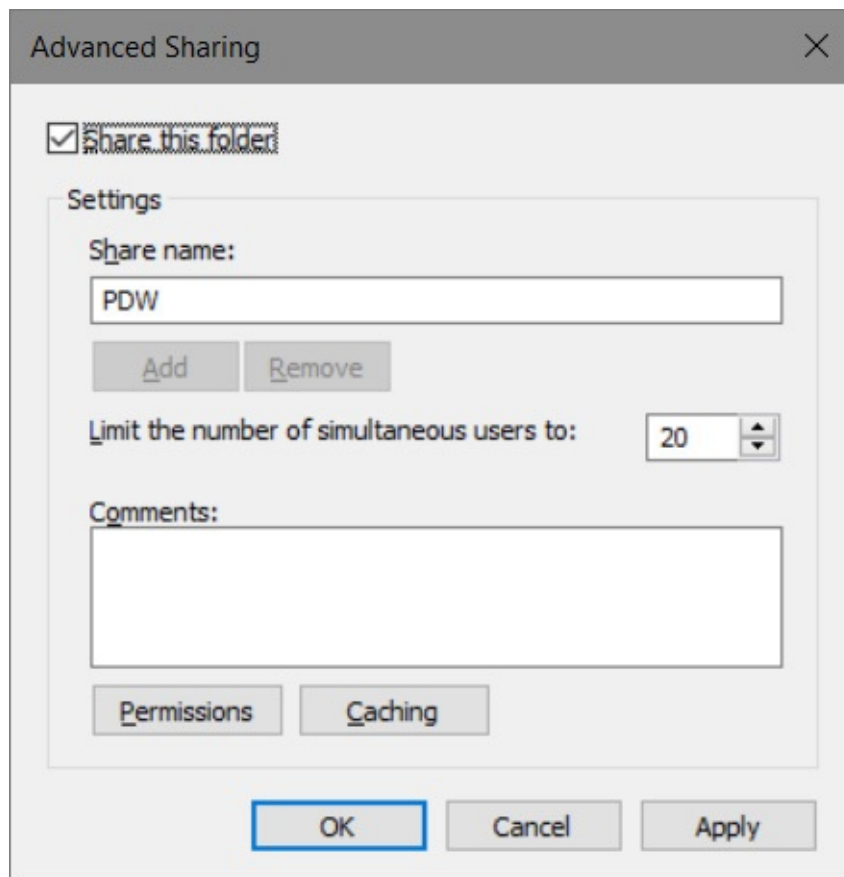 Advanced Sharing
Share this folder
Settings
Share name:
PDW
Add Remove
Limit the number of simultaneous users to: 20
Comments:
Permissions Caching
OK Cancel Apply